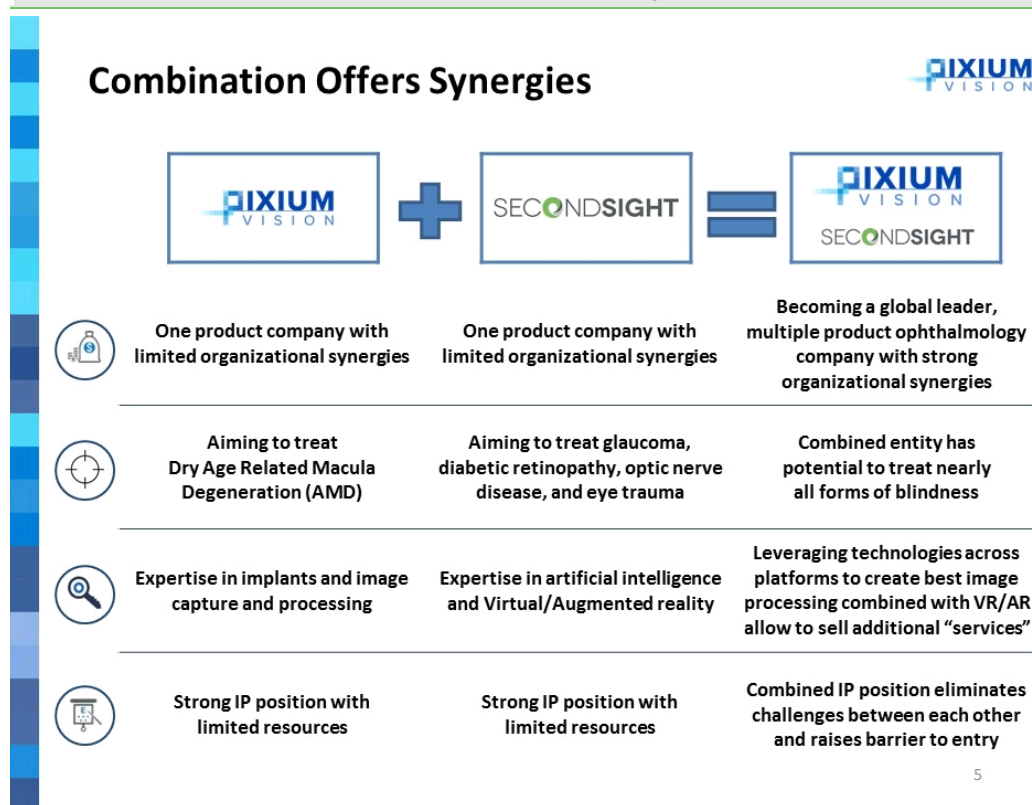 Combination Offers Synergies
PIXIUM
VISION
PIXIUM
VISION
SECONDSIGHT
PIXIUM
VISION
SECONDSIGHT
One product company with
limited organizational synergies
One product company with
limited organizational synergies
Becoming a global leader,
multiple product ophthalmology
company with strong
organizational synergies
Aiming to treat
Dry Age Related Macula
Degeneration (AMD)
Aiming to treat glaucoma,
diabetic retinopathy, optic nerve
disease, and eye trauma
Combined entity has
potential to treat nearly
all forms of blindness
Expertise in implants and image
capture and processing
Expertise in artificial intelligence
and Virtual/Augmented reality
Leveraging technologies across
platforms to create best image
processing combined with VR/AR
allow to sell additional “services”
Strong IP position with
limited resources
Strong IP position with
limited resources
Combined IP position eliminates
challenges between each other
and raises barrier to entry
5